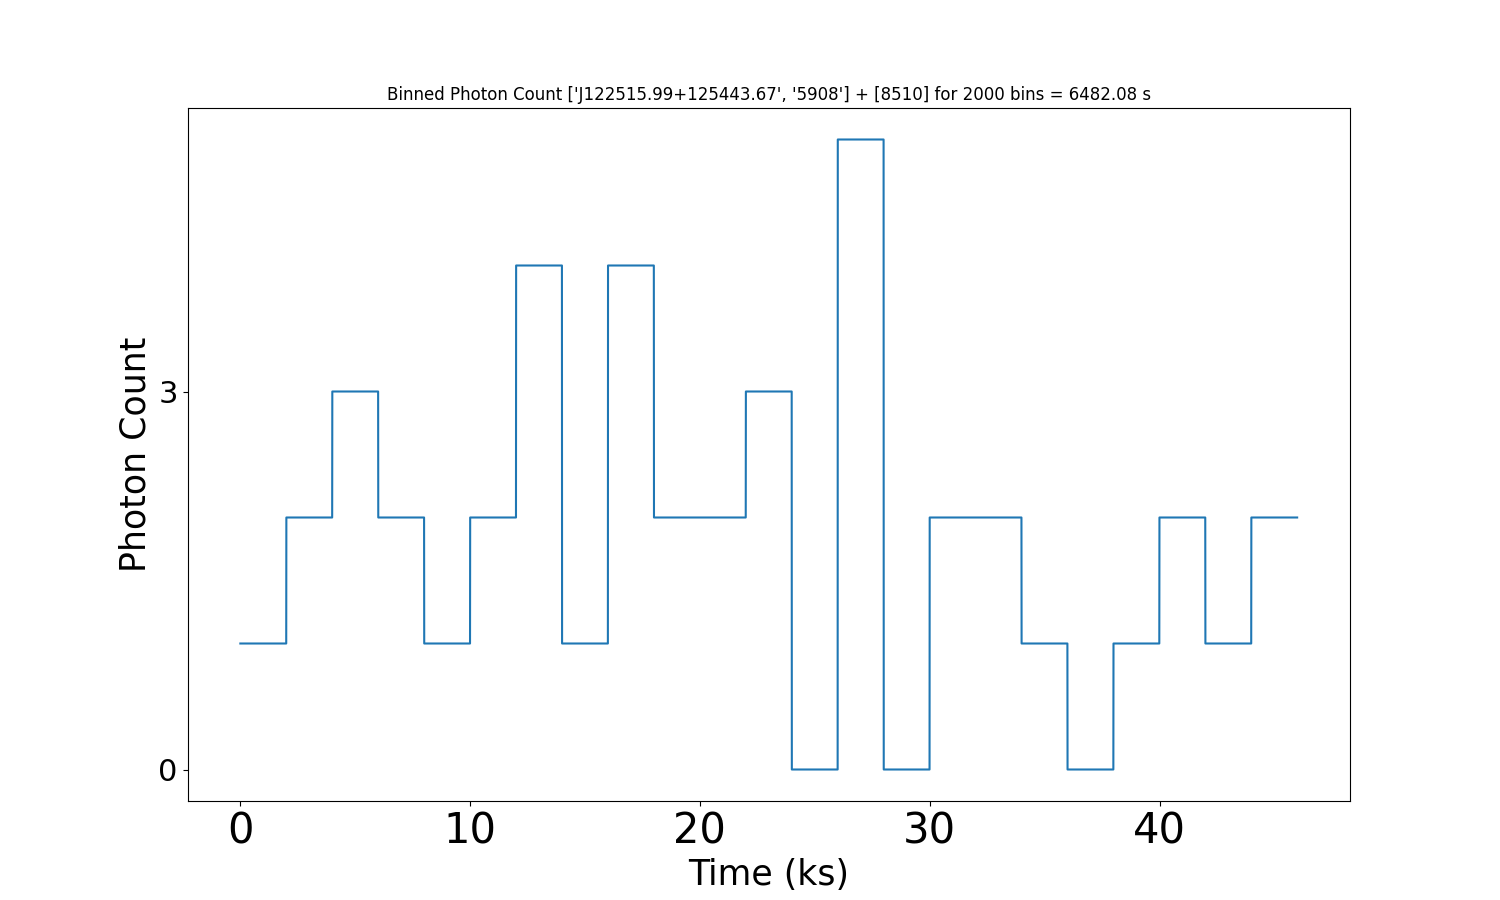 Binned Photon Count ['J122515.99+125443.67', '5908'] + [8510] for 2000 bins = 6482.08 s
Photon Count
3
0
0 10 20 30 40
Time (ks)